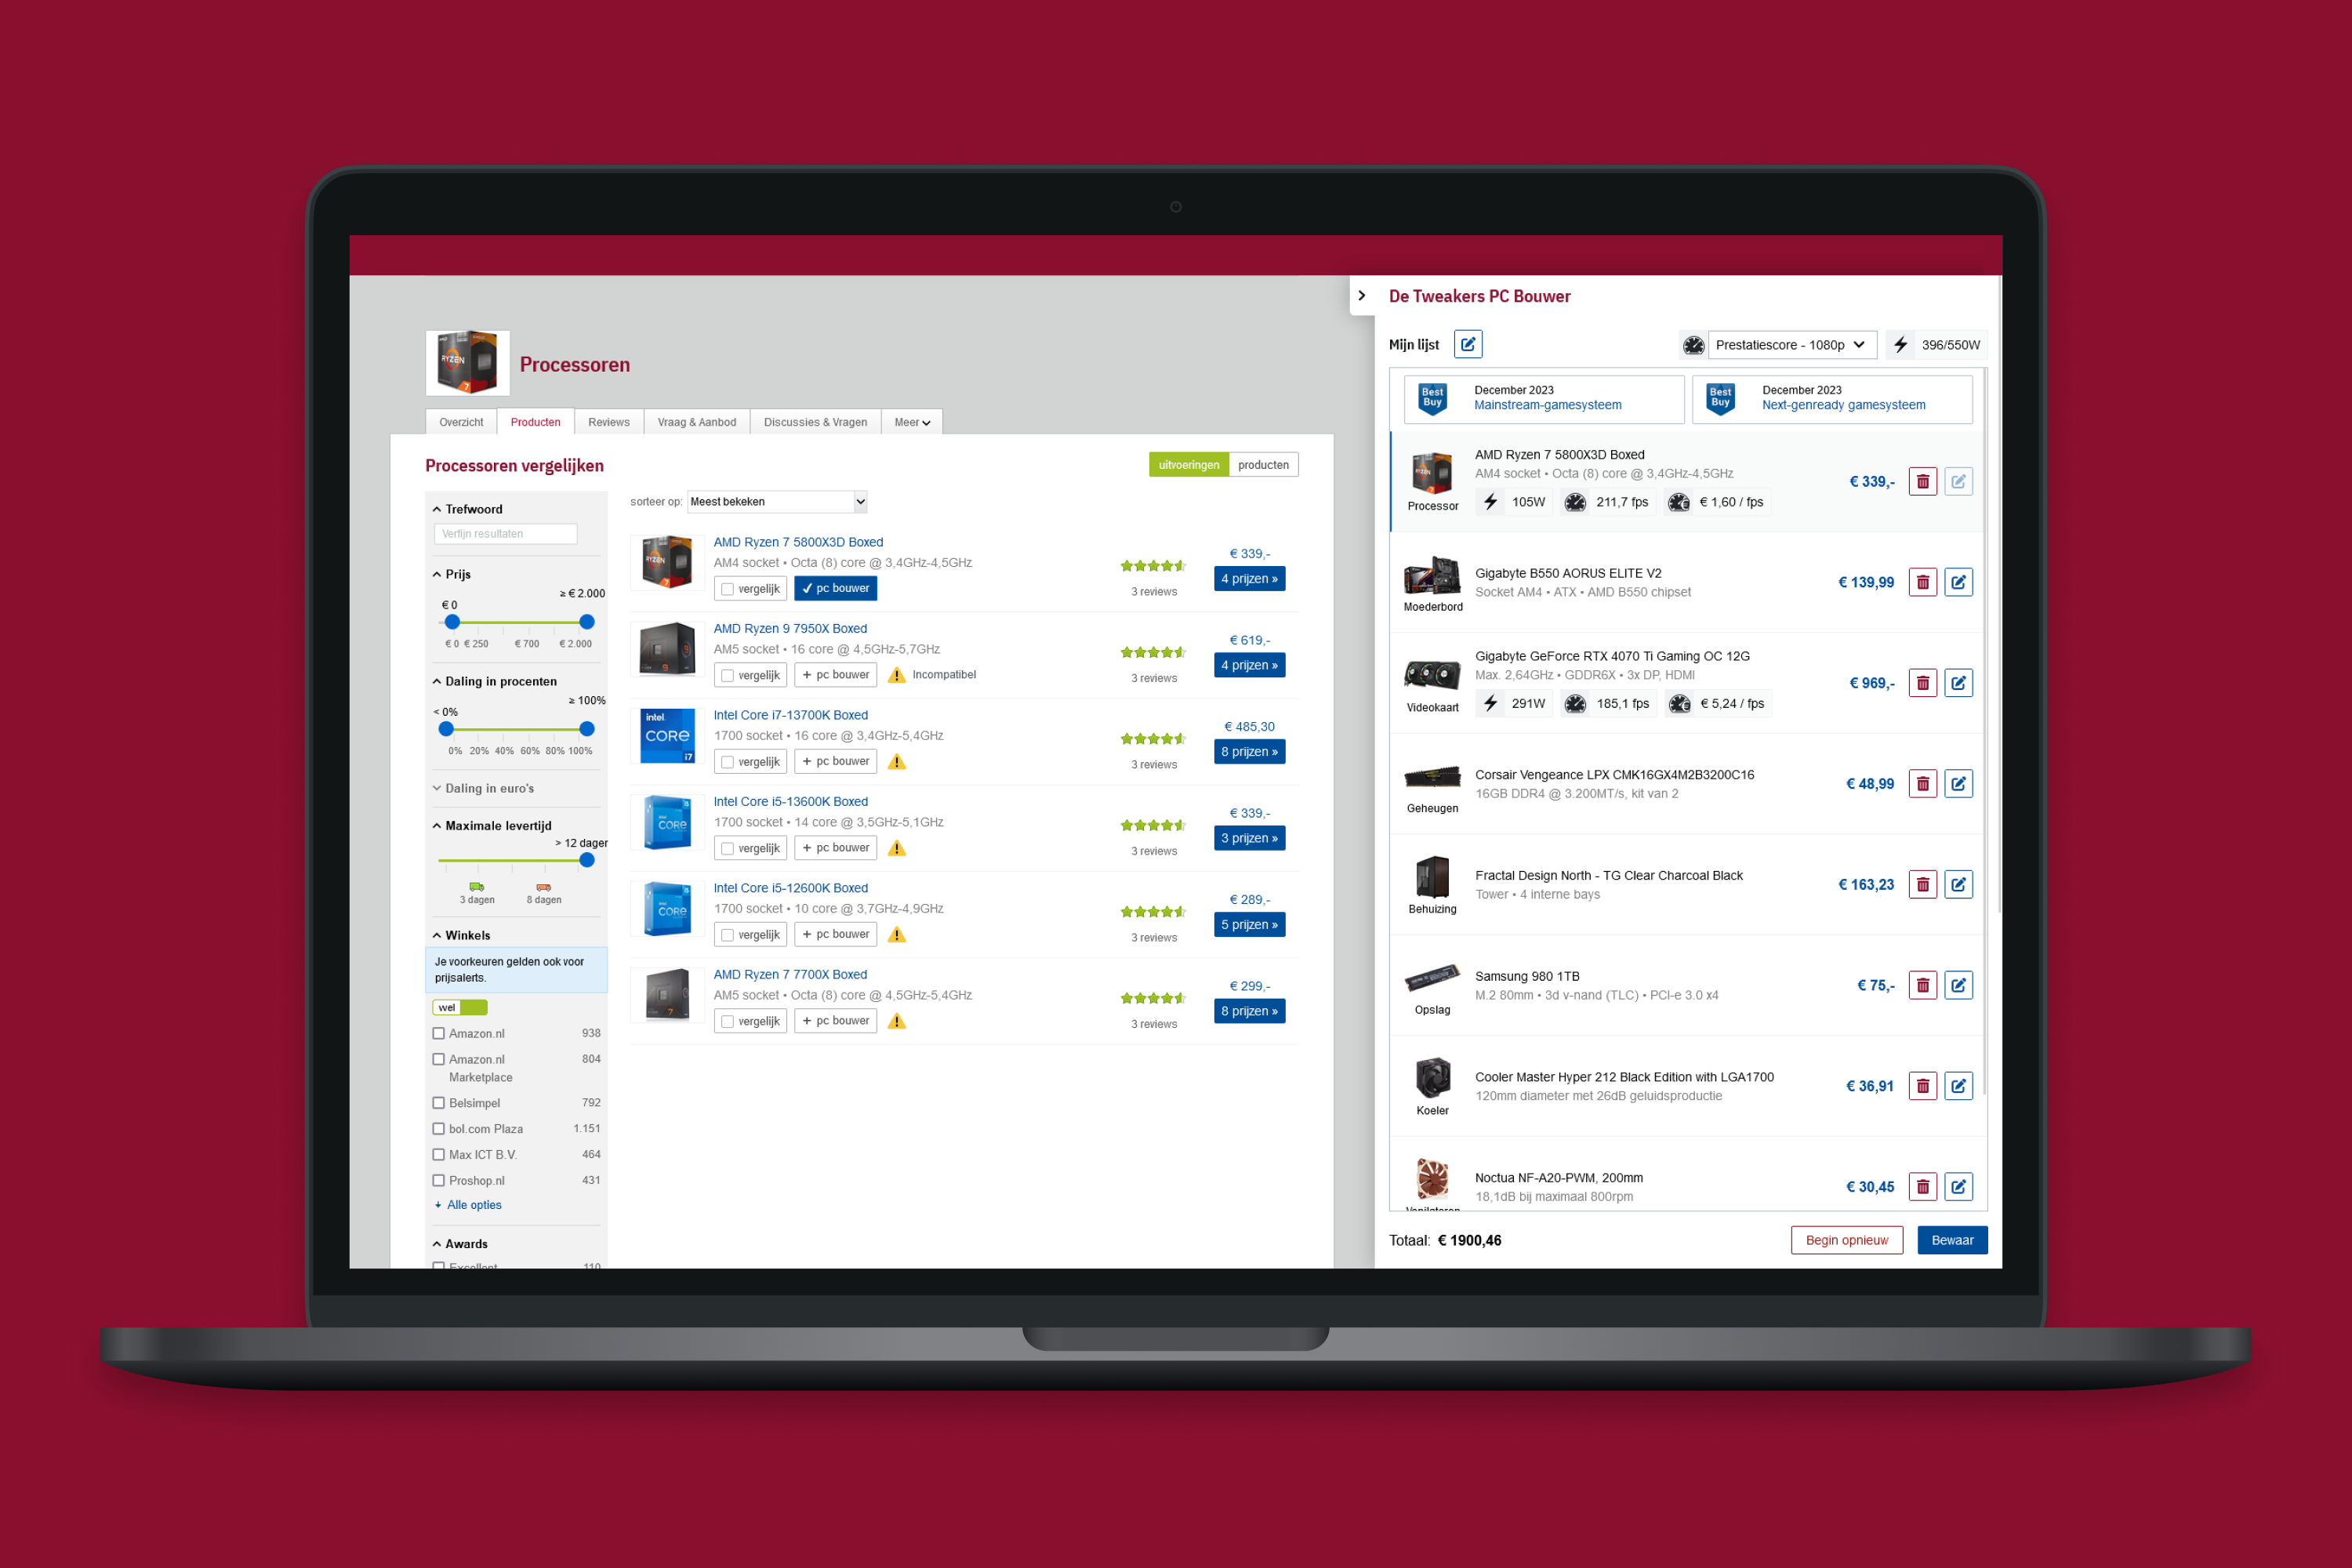 Processoren
Overzicht
Producten
Reviews
Vraag & Aanbod
Discussies & Vragen
Meer
Processoren vergelijken
uitvoeringen
producten
Trefwoord
Verfijn resultaten
Prijs
≥ € 2.000
€ 0
€ 0 € 250 € 700 € 2.000
Daling in procenten
≥ 100%
< 0%
0% 20% 40% 60% 80% 100%
Daling in euro's
Maximale levertijd
> 12 dagen
3 dagen 8 dagen
Winkels
Je voorkeuren gelden ook voor
prijsalerts.
wel
Amazon.nl 938
Amazon.nl 804
Marketplace
Belsimpel 792
bol.com Plaza 1.151
Max ICT B.V. 464
Proshop.nl 431
+ Alle opties
Awards
Excellent 110
sorteer op: Meest bekeken
AMD Ryzen 7 5800X3D Boxed
AM4 socket • Octa (8) core @ 3,4GHz-4,5GHz
vergelijk
pc bouwer
3 reviews
€ 339,-
4 prijzen »
AMD Ryzen 9 7950X Boxed
AM5 socket • 16 core @ 4,5GHz-5,7GHz
vergelijk
+ pc bouwer
Incompatibel
3 reviews
€ 619,-
4 prijzen »
Intel Core i7-13700K Boxed
1700 socket • 16 core @ 3,4GHz-5,4GHz
vergelijk
+ pc bouwer
3 reviews
€ 485,30
8 prijzen »
Intel Core i5-13600K Boxed
1700 socket • 14 core @ 3,5GHz-5,1GHz
vergelijk
+ pc bouwer
3 reviews
€ 339,-
3 prijzen »
Intel Core i5-12600K Boxed
1700 socket • 10 core @ 3,7GHz-4,9GHz
vergelijk
+ pc bouwer
3 reviews
€ 289,-
5 prijzen »
AMD Ryzen 7 7700X Boxed
AM5 socket • Octa (8) core @ 4,5GHz-5,4GHz
vergelijk
+ pc bouwer
3 reviews
€ 299,-
8 prijzen »
RYZEN
7
intel
CORE
i7
CORE
CORE
De Tweakers PC Bouwer
Mijn lijst
Prestatiescore - 1080p
396/550W
Best
Buy
December 2023
Mainstream-gamesysteem
Best
Buy
December 2023
Next-genready gamesysteem
Processor
AMD Ryzen 7 5800X3D Boxed
AM4 socket • Octa (8) core @ 3,4GHz-4,5GHz
105W
211,7 fps
€ 1,60 / fps
€ 339,-
Moederbord
Gigabyte B550 AORUS ELITE V2
Socket AM4 • ATX • AMD B550 chipset
€ 139,99
Videokaart
Gigabyte GeForce RTX 4070 Ti Gaming OC 12G
Max. 2,64GHz • GDDR6X • 3x DP, HDMI
291W
185,1 fps
€ 5,24 / fps
€ 969,-
Geheugen
Corsair Vengeance LPX CMK16GX4M2B3200C16
16GB DDR4 @ 3.200MT/s, kit van 2
€ 48,99
Behuizing
Fractal Design North - TG Clear Charcoal Black
Tower • 4 interne bays
€ 163,23
Opslag
Samsung 980 1TB
M.2 80mm • 3d v-nand (TLC) • PCI-e 3.0 x4
€ 75,-
Koeler
Cooler Master Hyper 212 Black Edition with LGA1700
120mm diameter met 26dB geluidsproductie
€ 36,91
Ventilatoren
Noctua NF-A20-PWM, 200mm
18,1dB bij maximaal 800rpm
€ 30,45
Totaal: € 1900,46
Begin opnieuw
Bewaar